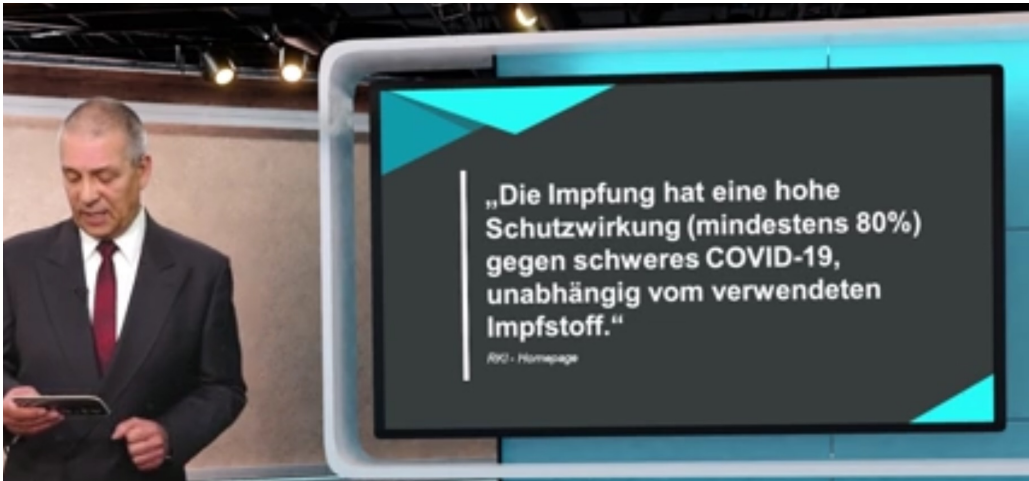 „Die Impfung hat eine hohe
Schutzwirkung (mindestens 80%)
gegen schweres COVID-19,
unabhängig vom verwendeten
Impfstoff.“
RKI - Homepage